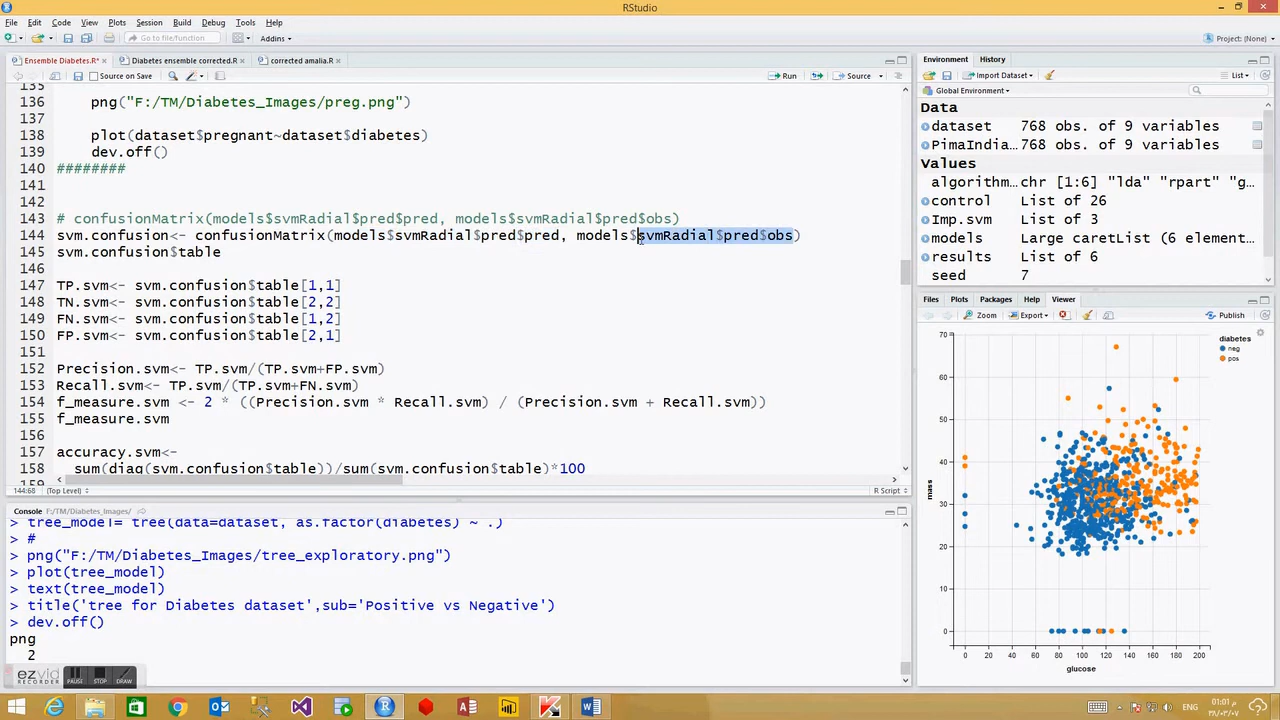 RStudio
File Edit Code View Plots Session Build Debug Tools Help
Go to file/function Addins Project: (None)
Ensemble Diabetes.R* Diabetes ensemble corrected.R corrected amalia.R
Source on Save Run Source
135
136 png("F:/TM/Diabetes_Images/preg.png")
137
138 plot(dataset$pregnant~dataset$diabetes)
139 dev.off()
140 ########
141
142
143 # confusionMatrix(models$svmRadial$pred$pred, models$svmRadial$pred$obs)
144 svm.confusion<- confusionMatrix(models$svmRadial$pred$pred, models$svmRadial$pred$obs)
145 svm.confusion$table
146
147 TP.svm<- svm.confusion$table[1,1]
148 TN.svm<- svm.confusion$table[2,2]
149 FN.svm<- svm.confusion$table[1,2]
150 FP.svm<- svm.confusion$table[2,1]
151
152 Precision.svm<- TP.svm/(TP.svm+FP.svm)
153 Recall.svm<- TP.svm/(TP.svm+FN.svm)
154 f_measure.svm <- 2 * ((Precision.svm * Recall.svm) / (Precision.svm + Recall.svm))
155 f_measure.svm
156
157 accuracy.svm<-
158 sum(diag(svm.confusion$table))/sum(svm.confusion$table)*100
159
144:68 (Top Level) R Script
Console F:/TM/Diabetes_Images/
> tree_model= tree(data=dataset, as.factor(diabetes) ~ .)
> #
> png("F:/TM/Diabetes_Images/tree_exploratory.png")
> plot(tree_model)
> text(tree_model)
> title('tree for Diabetes dataset',sub='Positive vs Negative')
> dev.off()
png
2
ezvid
RECORDER
PAUSE STOP DRAW
Environment History
Import Dataset List
Global Environment
Data
dataset 768 obs. of 9 variables
PimaIndia… 768 obs. of 9 variables
Values
algorithm… chr [1:6] "lda" "rpart" "g…
control List of 26
Imp.svm List of 3
models Large caretList (6 element…
results List of 6
seed 7
Files Plots Packages Help Viewer
Zoom Export Publish
diabetes
neg
pos
70
60
50
40
30
20
10
0
mass
0 20 40 60 80 100 120 140 160 180 200
glucose
ENG